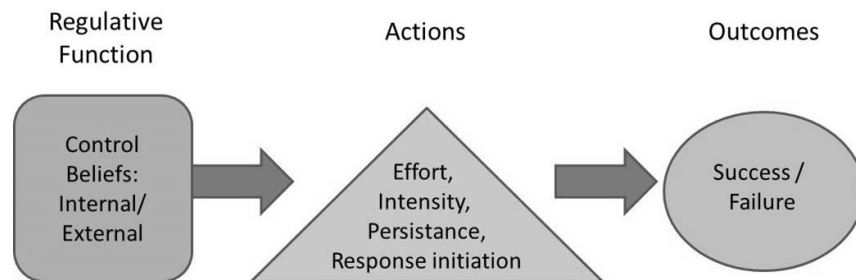 Regulative
Function
Actions
Outcomes
Control
Beliefs:
Internal/
External
Effort,
Intensity,
Persistance,
Response initiation
Success /
Failure